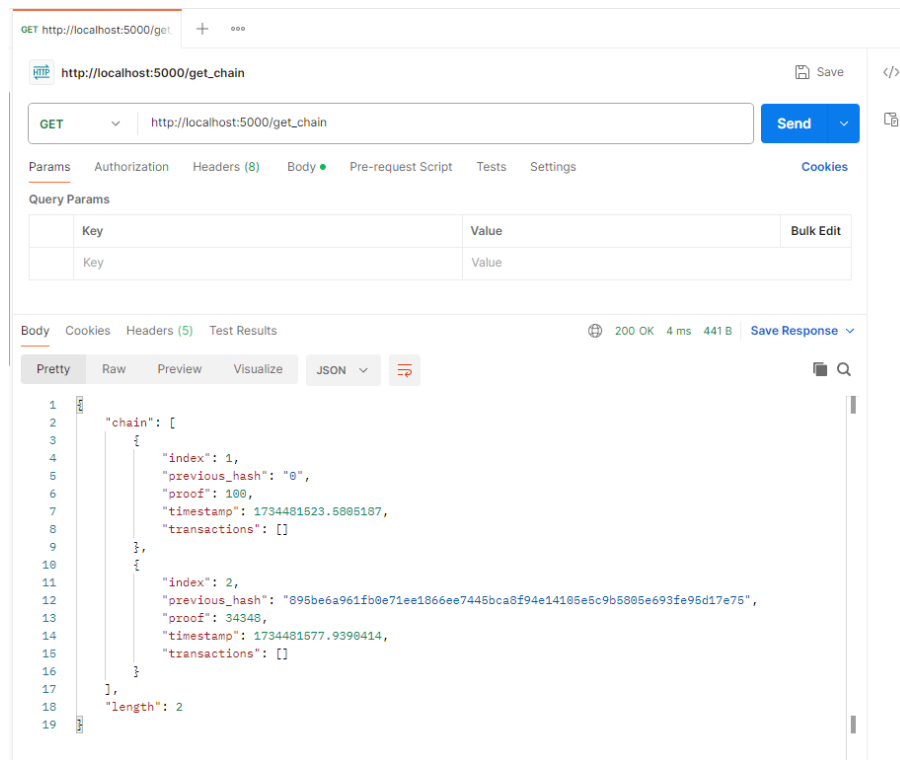 GET http://localhost:5000/get
HTTP http://localhost:5000/get_chain Save
GET http://localhost:5000/get_chain Send
Params Authorization Headers (8) Body Pre-request Script Tests Settings Cookies
Query Params
Key Value Bulk Edit
Key Value
Body Cookies Headers (5) Test Results 200 OK 4 ms 441 B Save Response
Pretty Raw Preview Visualize JSON
1 {
2 "chain": [
3 {
4 "index": 1,
5 "previous_hash": "0",
6 "proof": 100,
7 "timestamp": 1734481523.5805187,
8 "transactions": []
9 },
10 {
11 "index": 2,
12 "previous_hash": "895be6a961fb0e71ee1866ee7445bca8f94e14105e5c9b5805e693fe95d17e75",
13 "proof": 34348,
14 "timestamp": 1734481577.9390414,
15 "transactions": []
16 }
17 ],
18 "length": 2
19 }